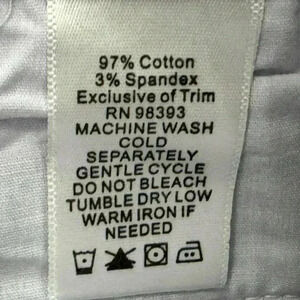 97% Cotton
3% Spandex
Exclusive of Trim
RN 98393
MACHINE WASH
COLD
SEPARATELY
GENTLE CYCLE
DO NOT BLEACH
TUMBLE DRY LOW
WARM IRON IF
NEEDED